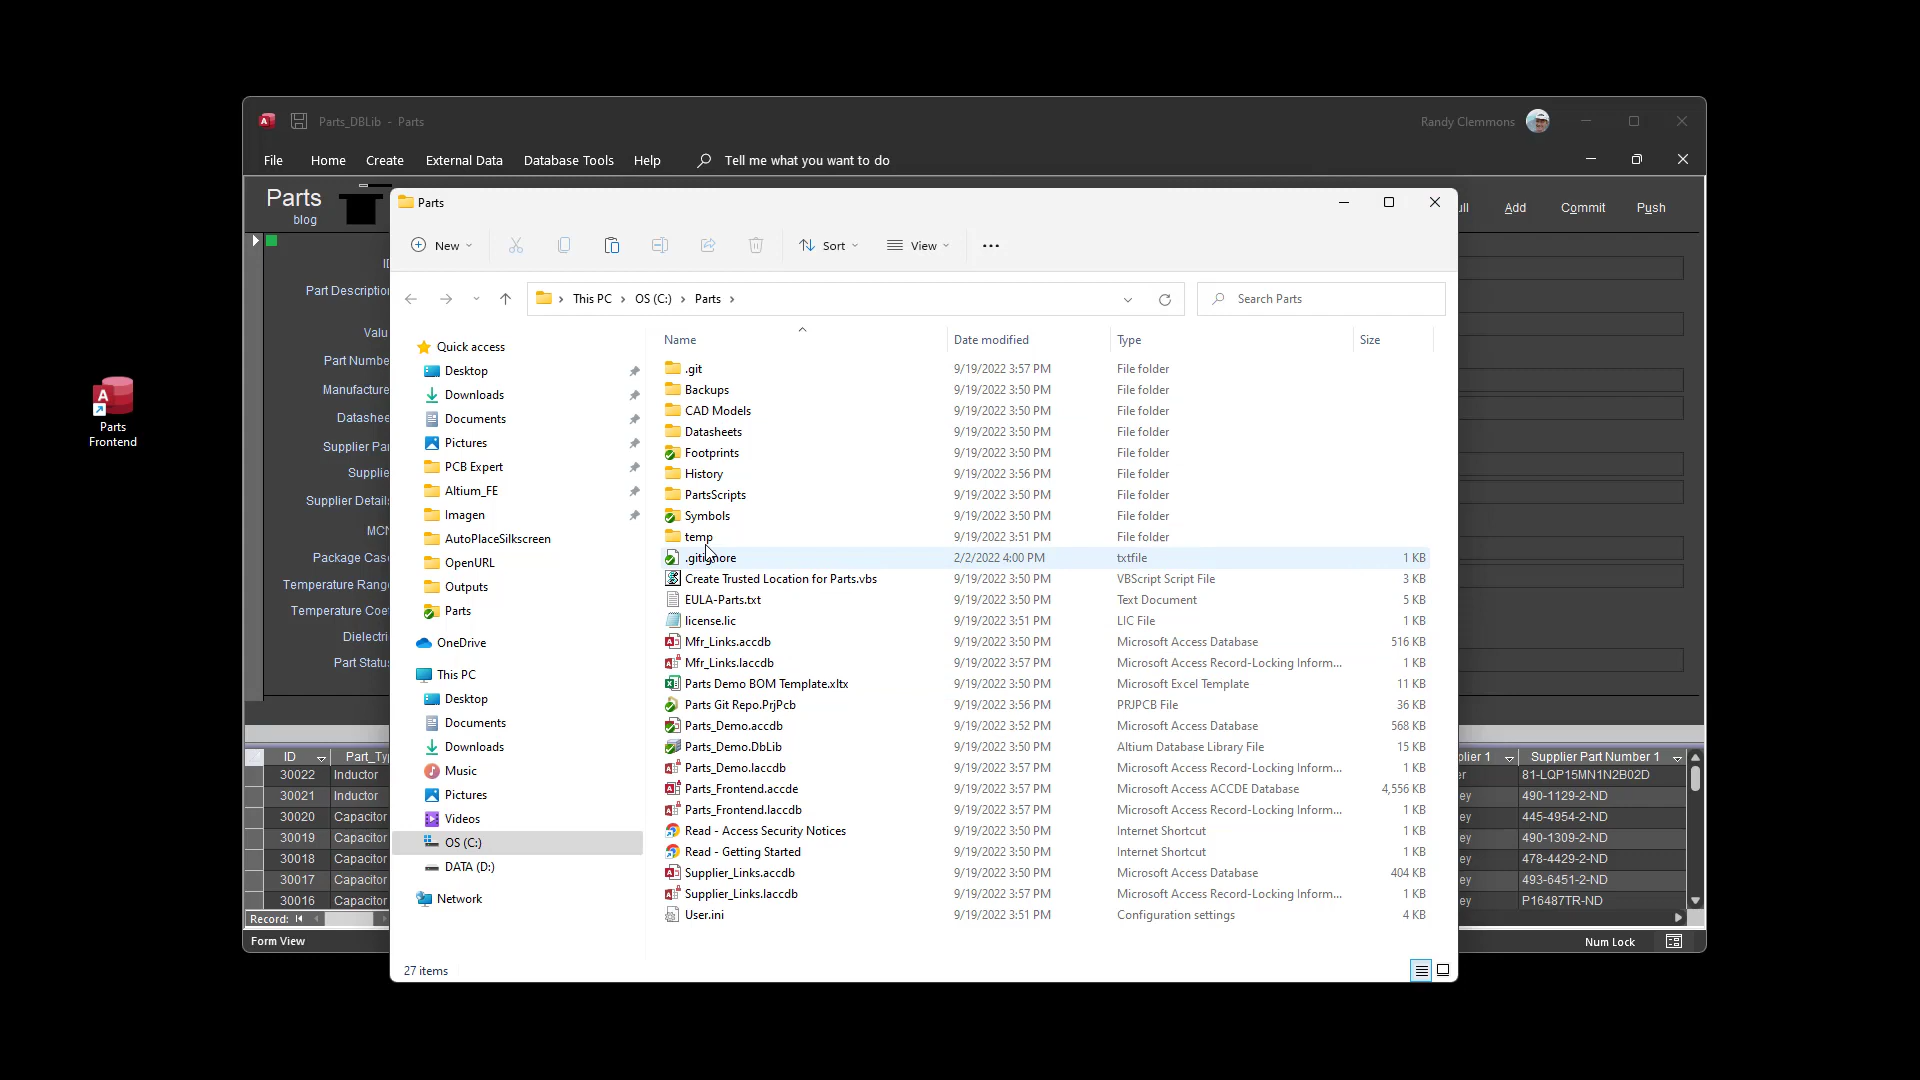 Parts_DBLib - Parts
Randy Clemmons
File Home Create External Data Database Tools Help Tell me what you want to do
Parts
blog
ull Add Commit Push
Parts
New Sort View
This PC OS (C:) Parts
Search Parts
Parts
Frontend
ID
Part Description
Valu
Part Numbe
Manufacture
Datashee
Supplier Par
Supplie
Supplier Details
MCN
Package Case
Temperature Range
Temperature Coe
Dielectri
Part Status
Quick access
Desktop
Downloads
Documents
Pictures
PCB Expert
Altium_FE
Imagen
AutoPlaceSilkscreen
OpenURL
Outputs
Parts
OneDrive
This PC
Desktop
Documents
Downloads
Music
Pictures
Videos
OS (C:)
DATA (D:)
Network
Name Date modified Type Size
.git 9/19/2022 3:57 PM File folder
Backups 9/19/2022 3:50 PM File folder
CAD Models 9/19/2022 3:50 PM File folder
Datasheets 9/19/2022 3:50 PM File folder
Footprints 9/19/2022 3:50 PM File folder
History 9/19/2022 3:56 PM File folder
PartsScripts 9/19/2022 3:50 PM File folder
Symbols 9/19/2022 3:50 PM File folder
temp 9/19/2022 3:51 PM File folder
.gitignore 2/2/2022 4:00 PM txtfile 1 KB
Create Trusted Location for Parts.vbs 9/19/2022 3:50 PM VBScript Script File 3 KB
EULA-Parts.txt 9/19/2022 3:50 PM Text Document 5 KB
license.lic 9/19/2022 3:51 PM LIC File 1 KB
Mfr_Links.accdb 9/19/2022 3:50 PM Microsoft Access Database 516 KB
Mfr_Links.laccdb 9/19/2022 3:57 PM Microsoft Access Record-Locking Inform... 1 KB
Parts Demo BOM Template.xltx 9/19/2022 3:50 PM Microsoft Excel Template 11 KB
Parts Git Repo.PrjPcb 9/19/2022 3:56 PM PRJPCB File 36 KB
Parts_Demo.accdb 9/19/2022 3:52 PM Microsoft Access Database 568 KB
Parts_Demo.DbLib 9/19/2022 3:50 PM Altium Database Library File 15 KB
Parts_Demo.laccdb 9/19/2022 3:57 PM Microsoft Access Record-Locking Inform... 1 KB
Parts_Frontend.accde 9/19/2022 3:57 PM Microsoft Access ACCDE Database 4,556 KB
Parts_Frontend.laccdb 9/19/2022 3:57 PM Microsoft Access Record-Locking Inform... 1 KB
Read - Access Security Notices 9/19/2022 3:50 PM Internet Shortcut 1 KB
Read - Getting Started 9/19/2022 3:50 PM Internet Shortcut 1 KB
Supplier_Links.accdb 9/19/2022 3:50 PM Microsoft Access Database 404 KB
Supplier_Links.laccdb 9/19/2022 3:57 PM Microsoft Access Record-Locking Inform... 1 KB
User.ini 9/19/2022 3:51 PM Configuration settings 4 KB
27 items
ID Part_Ty
30022 Inductor
30021 Inductor
30020 Capacitor
30019 Capacitor
30018 Capacitor
30017 Capacitor
30016 Capacitor
Record:
Form View
plier 1 Supplier Part Number 1
er 81-LQP15MN1N2B02D
ey 490-1129-2-ND
ey 445-4954-2-ND
ey 490-1309-2-ND
ey 478-4429-2-ND
ey 493-6451-2-ND
ey P16487TR-ND
Num Lock